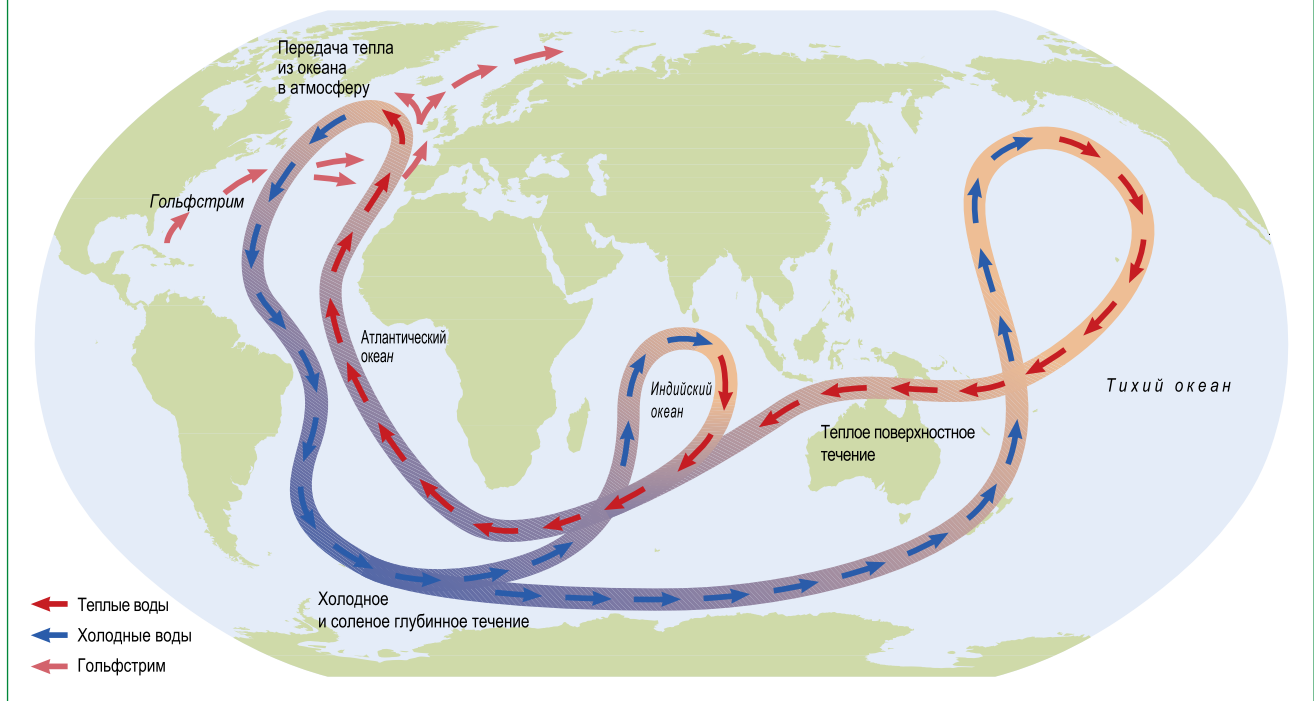 Передача тепла
из океана
в атмосферу
Гольфстрим
Атлантический
океан
Индийский
океан
Тихий океан
Теплое поверхностное
течение
Холодное
и соленое глубинное течение
Теплые воды
Холодные воды
Гольфстрим